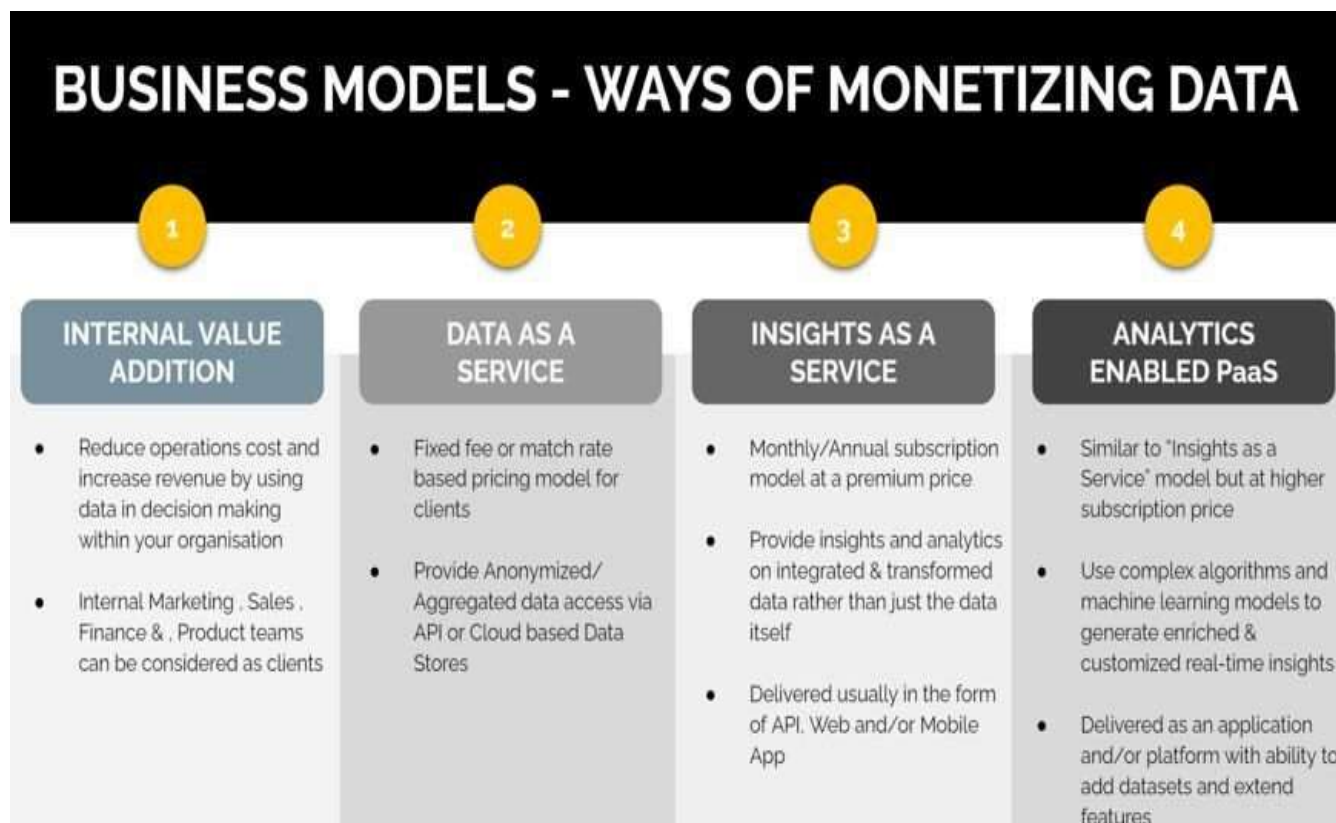 BUSINESS MODELS - WAYS OF MONETIZING DATA
1
2
3
4
INTERNAL VALUE
ADDITION
• Reduce operations cost and
increase revenue by using
data in decision making
within your organisation
• Internal Marketing , Sales ,
Finance & , Product teams
can be considered as clients
DATA AS A
SERVICE
• Fixed fee or match rate
based pricing model for
clients
• Provide Anonymized/
Aggregated data access via
API or Cloud based Data
Stores
INSIGHTS AS A
SERVICE
• Monthly/Annual subscription
model at a premium price
• Provide insights and analytics
on integrated & transformed
data rather than just the data
itself
• Delivered usually in the form
of API, Web and/or Mobile
App
ANALYTICS
ENABLED PaaS
• Similar to "Insights as a
Service" model but at higher
subscription price
• Use complex algorithms and
machine learning models to
generate enriched &
customized real-time insights
• Delivered as an application
and/or platform with ability to
add datasets and extend
features